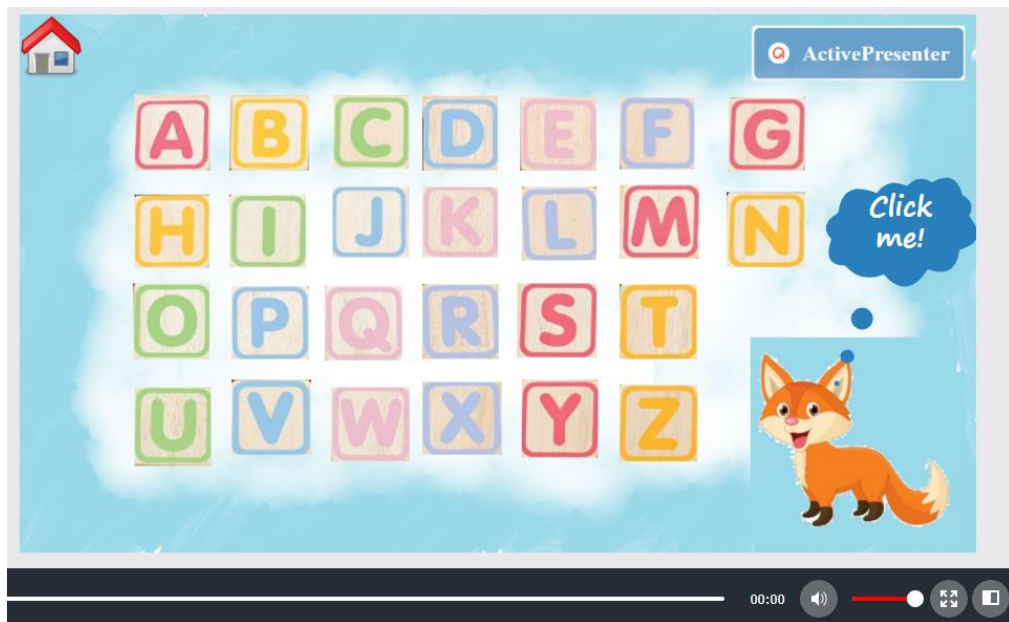 ActivePresenter
A B C D E F G
H I J K L M N
Click
me!
O P Q R S T
U V W X Y Z
00:00